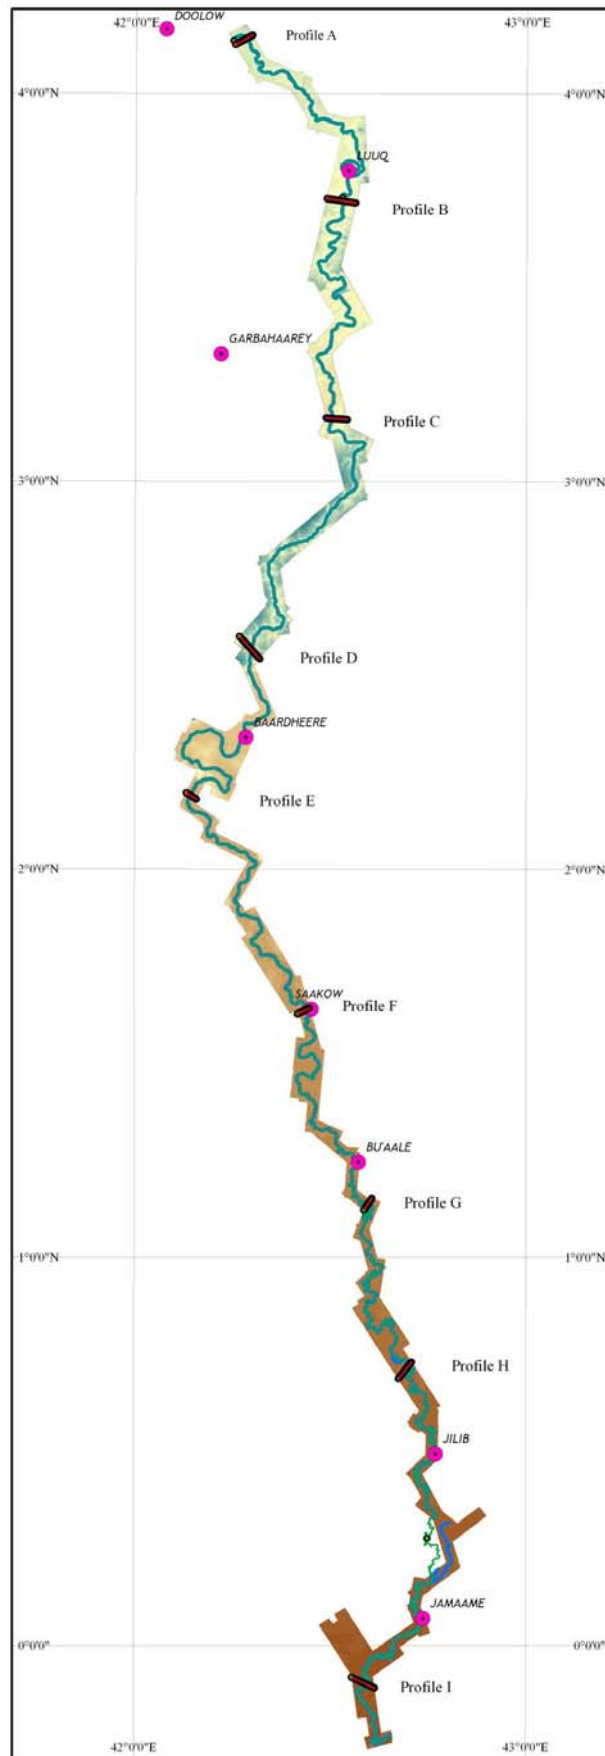 42°0'0"E 43°0'0"E
DOOLOW
Profile A
4°0'0"N 4°0'0"N
LUUQ
Profile B
GARBAHAAREY
Profile C
3°0'0"N 3°0'0"N
Profile D
BAARDHEERE
Profile E
2°0'0"N 2°0'0"N
SAAKOW
Profile F
BU'AALE
Profile G
1°0'0"N 1°0'0"N
Profile H
JILIB
JAMAAME
0°0'0" 0°0'0"
Profile I
42°0'0"E 43°0'0"E